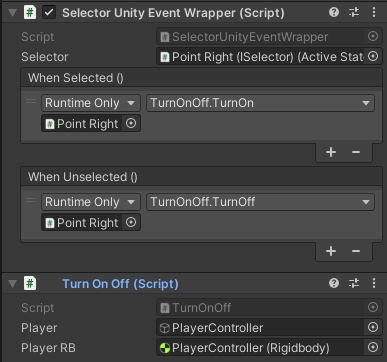 Selector Unity Event Wrapper (Script)
Script SelectorUnityEventWrapper
Selector Point Right (ISelector) (Active Stat
When Selected ()
Runtime Only TurnOnOff.TurnOn
Point Right
When Unselected ()
Runtime Only TurnOnOff.TurnOff
Point Right
Turn On Off (Script)
Script TurnOnOff
Player PlayerController
Player RB PlayerController (Rigidbody)